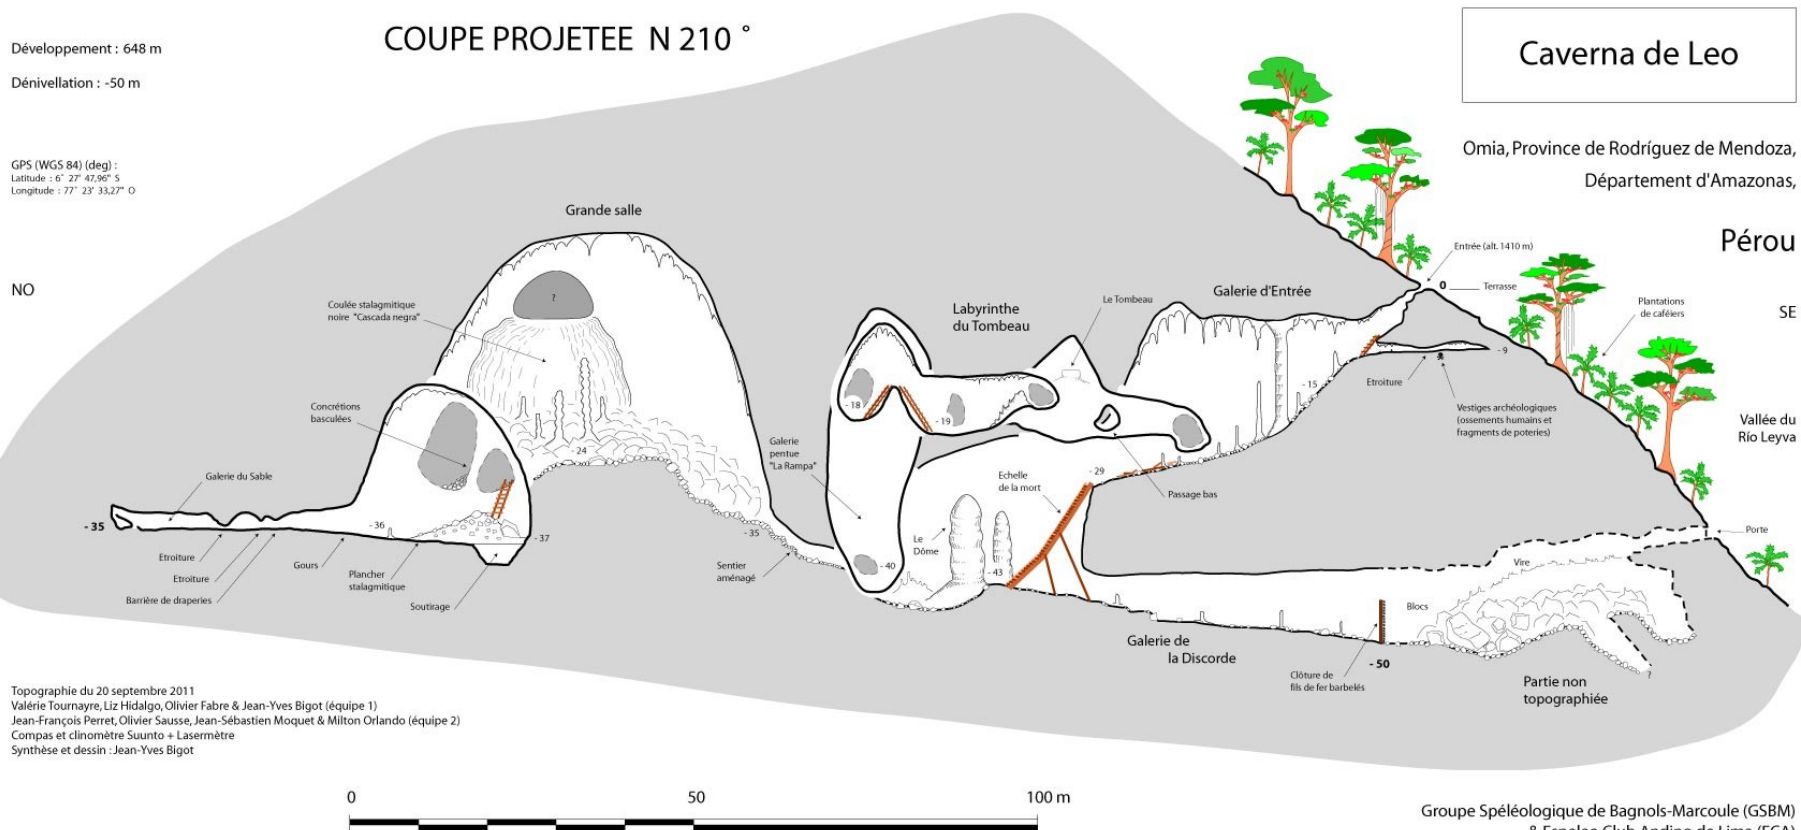 COUPE PROJETEE N 210 °
Développement : 648 m
Dénivellation : -50 m
GPS (WGS 84) (deg) :
Latitude : 6° 27' 47,96" S
Longitude : 77° 23' 33,27" O
NO
Caverna de Leo
Omia, Province de Rodríguez de Mendoza,
Département d'Amazonas,
Pérou
SE
Vallée du
Río Leyva
Grande salle
?
Coulée stalagmitique
noire "Cascada negra"
Concrétions
basculées
Galerie du Sable
- 35
Etroiture
Etroiture
Barrière de draperies
Gours
- 36
Plancher
stalagmitique
Soutirage
- 37
- 24
- 35
Sentier
aménagé
Galerie
pentue
"La Rampa"
- 18
- 19
- 40
Labyrinthe
du Tombeau
Le Tombeau
Passage bas
Galerie d'Entrée
Entrée (alt. 1410 m)
0
Terrasse
Plantations
de caféiers
- 9
- 15
Etroiture
Vestiges archéologiques
(ossements humains et
fragments de poteries)
- 29
Echelle
de la mort
Le
Dôme
- 43
Galerie de
la Discorde
Clôture de
fils de fer barbelés
- 50
Blocs
Vire
Porte
?
Partie non
topographiée
Topographie du 20 septembre 2011
Valérie Tournayre, Liz Hidalgo, Olivier Fabre & Jean-Yves Bigot (équipe 1)
Jean-François Perret, Olivier Sausse, Jean-Sébastien Moquet & Milton Orlando (équipe 2)
Compas et clinomètre Suunto + Lasermètre
Synthèse et dessin : Jean-Yves Bigot
0 50 100 m
Groupe Spéléologique de Bagnols-Marcoule (GSBM)
& Espeleo Club Andino de Lima (ECA)